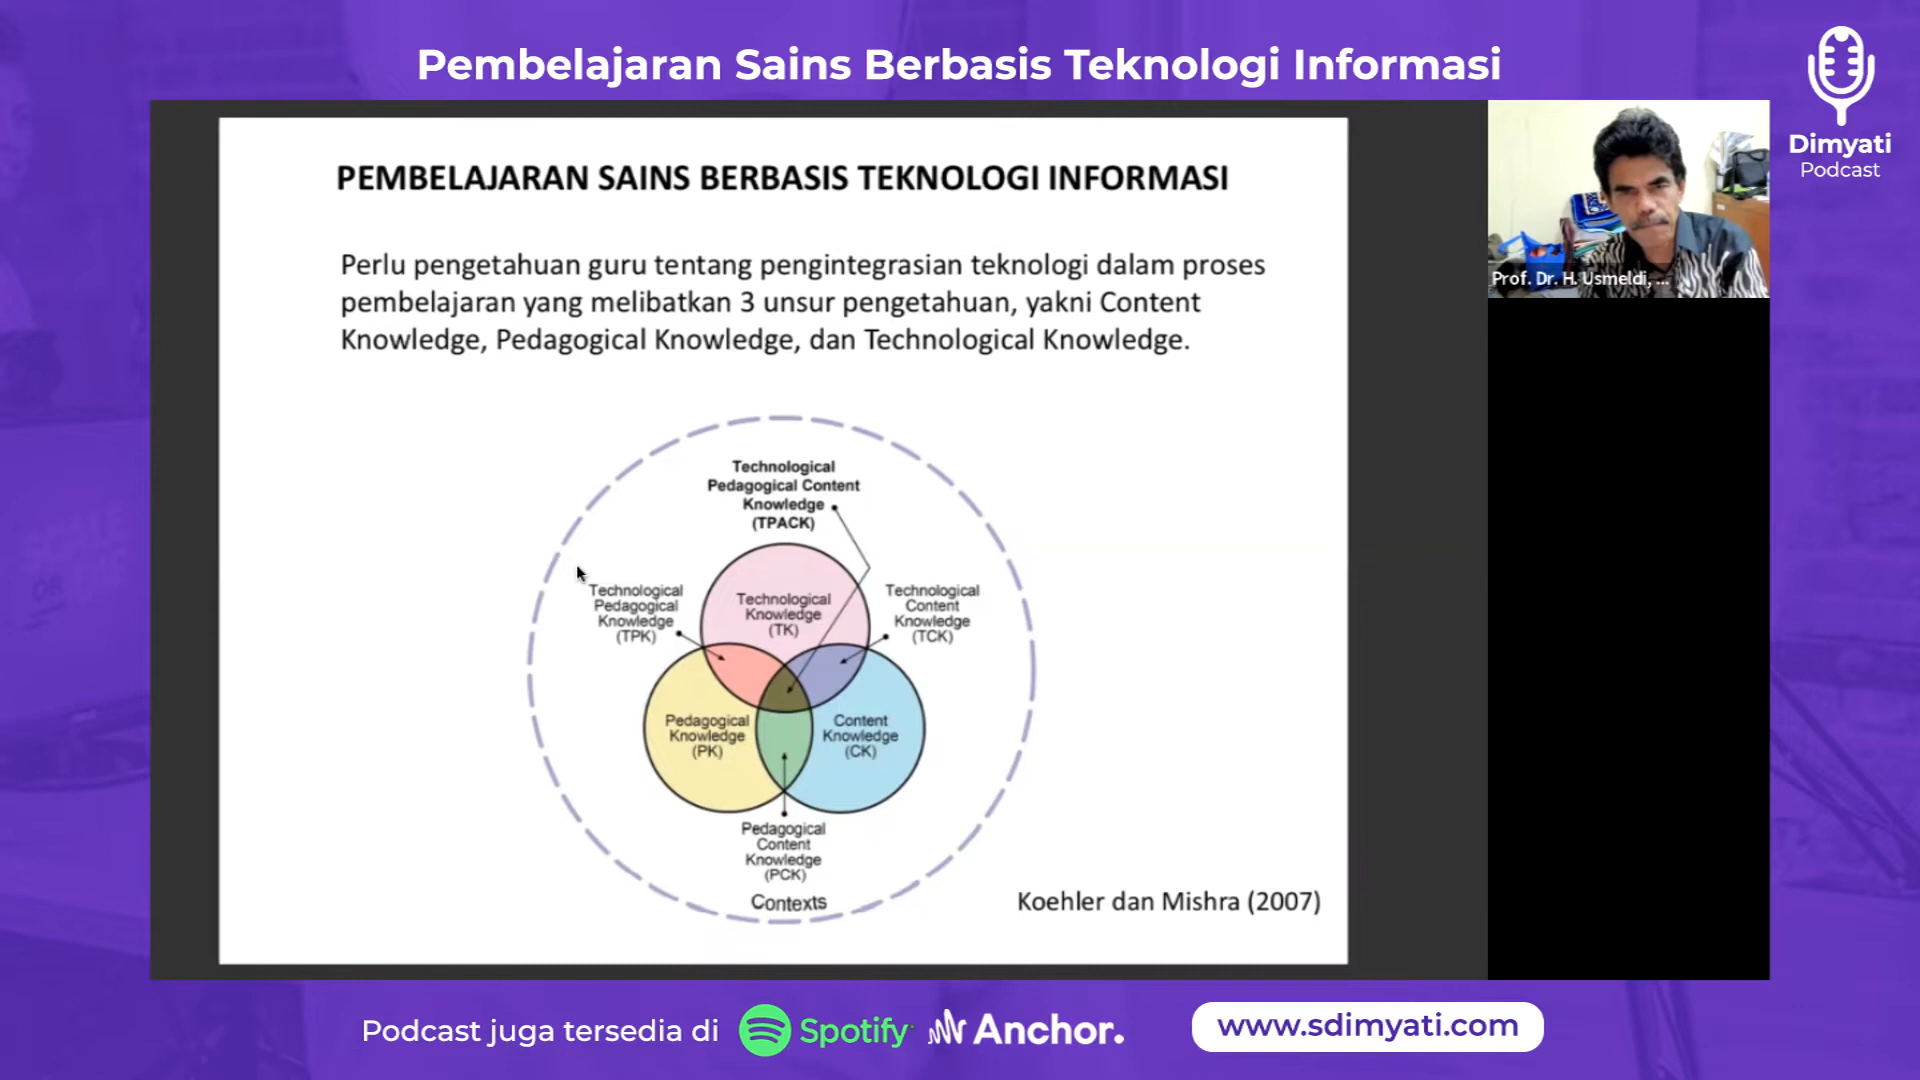 Pembelajaran Sains Berbasis Teknologi Informasi
Dimyati
Podcast
PEMBELAJARAN SAINS BERBASIS TEKNOLOGI INFORMASI
Perlu pengetahuan guru tentang pengintegrasian teknologi dalam proses
pembelajaran yang melibatkan 3 unsur pengetahuan, yakni Content
Knowledge, Pedagogical Knowledge, dan Technological Knowledge.
Prof. Dr. H. Usmeldi, ...
Technological
Pedagogical Content
Knowledge
(TPACK)
Technological
Pedagogical
Knowledge
(TPK)
Technological
Knowledge
(TK)
Technological
Content
Knowledge
(TCK)
Pedagogical
Knowledge
(PK)
Content
Knowledge
(CK)
Pedagogical
Content
Knowledge
(PCK)
Contexts
Koehler dan Mishra (2007)
Podcast juga tersedia di
Spotify
Anchor.
www.sdimyati.com